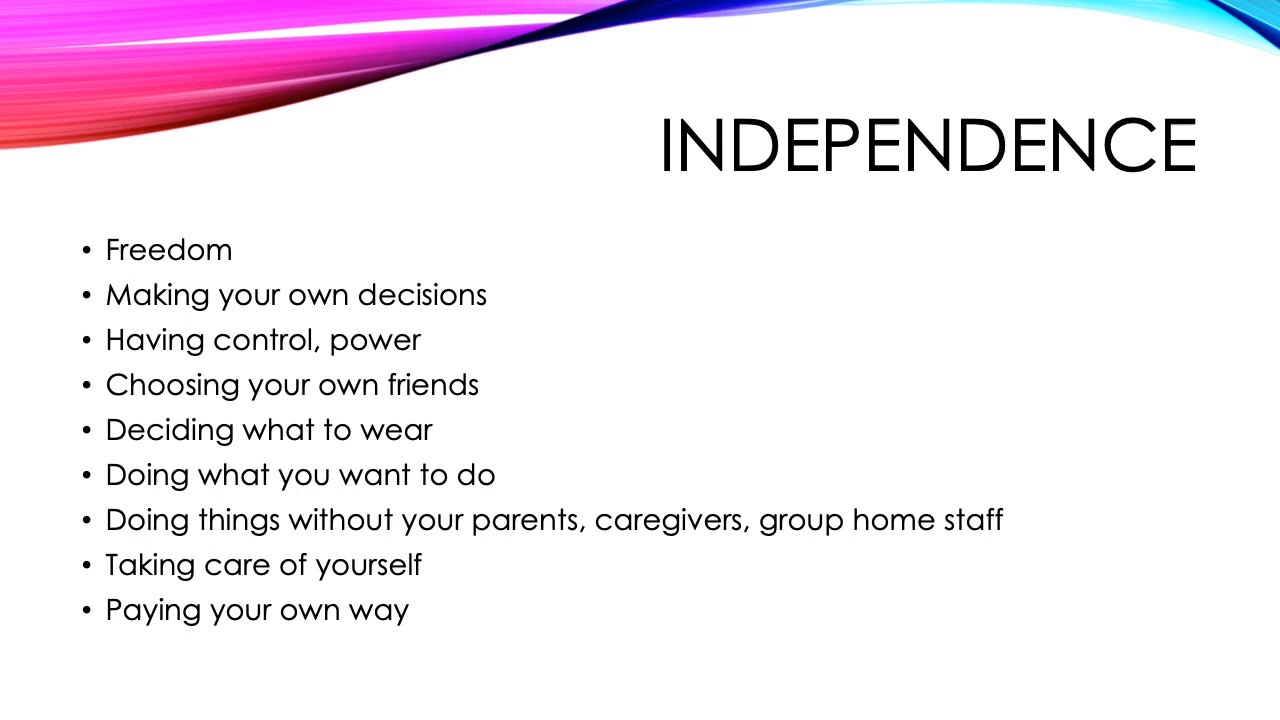 INDEPENDENCE
• Freedom
• Making your own decisions
• Having control, power
• Choosing your own friends
• Deciding what to wear
• Doing what you want to do
• Doing things without your parents, caregivers, group home staff
• Taking care of yourself
• Paying your own way